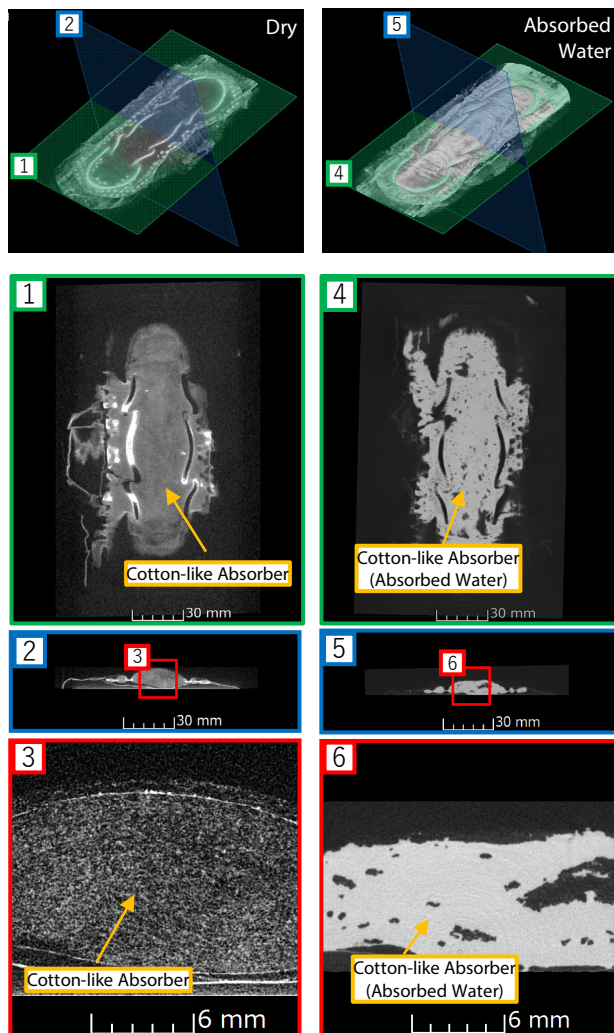 2
Dry
1
5
Absorbed
Water
4
1
Cotton-like Absorber
30 mm
4
Cotton-like Absorber
(Absorbed Water)
30 mm
2
3
30 mm
5
6
30 mm
3
Cotton-like Absorber
6 mm
6
Cotton-like Absorber
(Absorbed Water)
6 mm